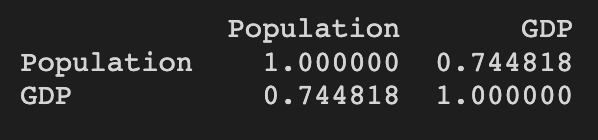 Population GDP
Population 1.000000 0.744818
GDP 0.744818 1.000000